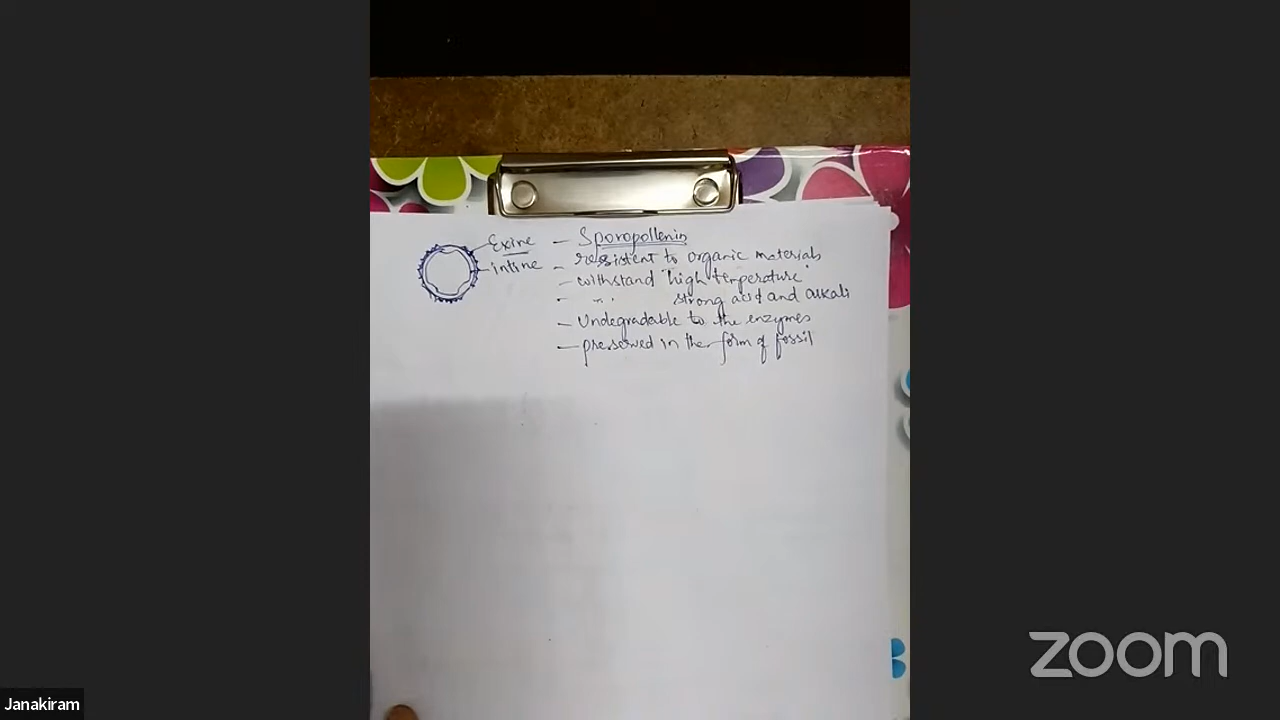 Exine — Sporopollenin
intine – resistent to organic materials
– withstand "high temperature"
– " " strong acid and alkali
– Undegradable to the enzymes
– preserved in the form of fossil
zoom
Janakiram